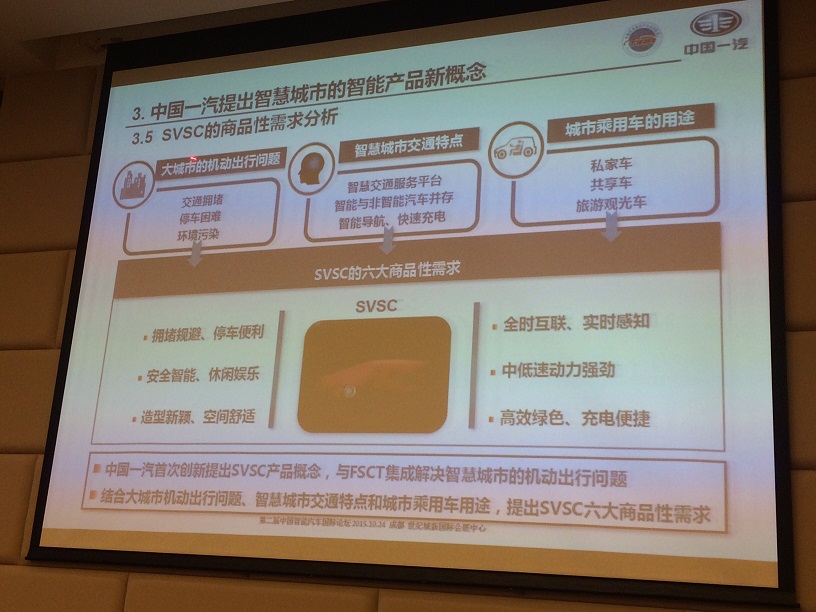 中国一汽
3. 中国一汽提出智慧城市的智能产品新概念
3.5 SVSC的商品性需求分析
大城市的机动出行问题
交通拥堵
停车困难
环境污染
智慧城市交通特点
智慧交通服务平台
智能与非智能汽车并存
智能导航、快速充电
城市乘用车的用途
私家车
共享车
旅游观光车
SVSC的六大商品性需求
拥堵规避、停车便利
安全智能、休闲娱乐
造型新颖、空间舒适
SVSC
全时互联、实时感知
中低速动力强劲
高效绿色、充电便捷
中国一汽首次创新提出SVSC产品概念，与FSCT集成解决智慧城市的机动出行问题
结合大城市机动出行问题、智慧城市交通特点和城市乘用车用途，提出SVSC六大商品性需求
第二届中国智能汽车国际论坛 2015.10.24 成都 世纪城新国际会展中心